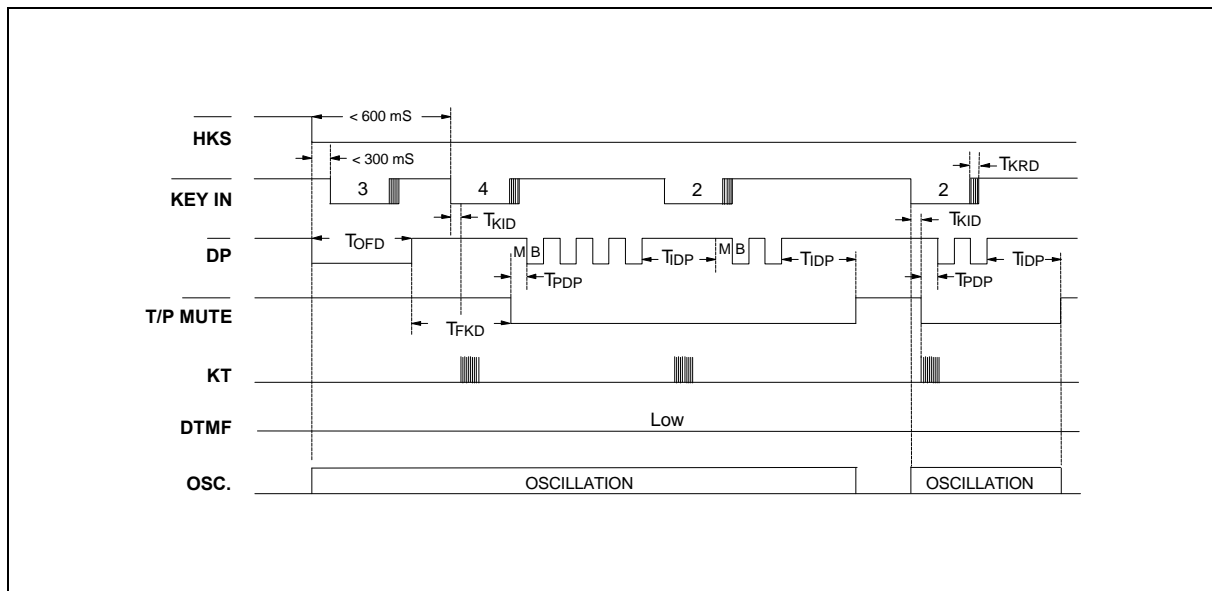 < 600 mS
HKS
< 300 mS
TKRD
KEY IN
3
4
2
2
TKID
TKID
TOFD
DP
M B
TIDP
M B
TIDP
TIDP
TPDP
TPDP
T/P MUTE
TFKD
KT
DTMF
Low
OSC.
OSCILLATION
OSCILLATION